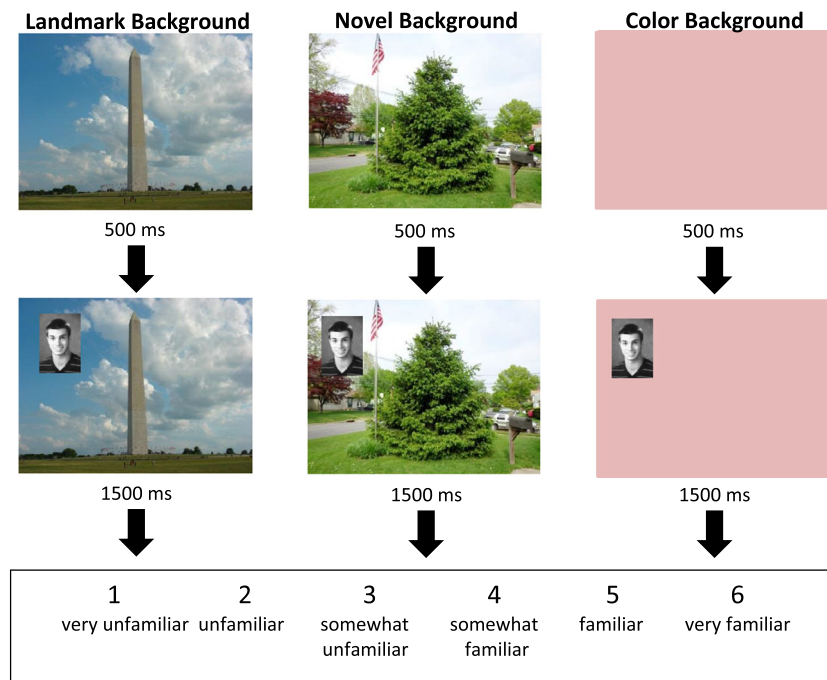 Landmark Background Novel Background Color Background
500 ms 500 ms 500 ms
1500 ms 1500 ms 1500 ms
1 2 3 4 5 6
very unfamiliar unfamiliar somewhat somewhat familiar very familiar
unfamiliar familiar